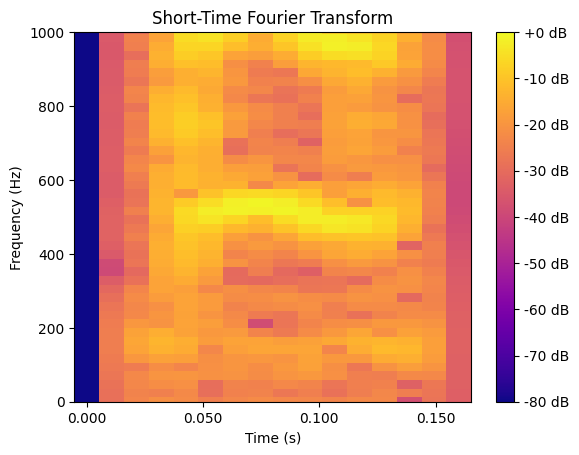 Short-Time Fourier Transform
1000
800
600
400
200
0
Frequency (Hz)
0.000
0.050
0.100
0.150
Time (s)
+0 dB
-10 dB
-20 dB
-30 dB
-40 dB
-50 dB
-60 dB
-70 dB
-80 dB